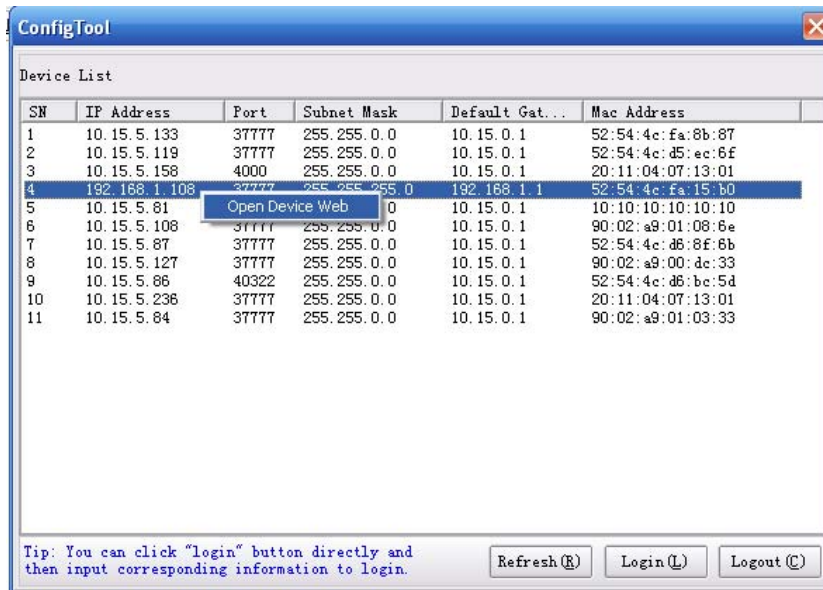 ConfigTool
Device List
SN IP Address Port Subnet Mask Default Gat... Mac Address
1 10.15.5.133 37777 255.255.0.0 10.15.0.1 52:54:4c:fa:8b:87
2 10.15.5.119 37777 255.255.0.0 10.15.0.1 52:54:4c:d5:ec:6f
3 10.15.5.158 4000 255.255.0.0 10.15.0.1 20:11:04:07:13:01
4 192.168.1.108 37777 255.255.255.0 192.168.1.1 52:54:4c:fa:15:b0
5 10.15.5.81 Open Device Web 0 10.15.0.1 10:10:10:10:10:10
6 10.15.5.108 37777 255.255.0.0 10.15.0.1 90:02:a9:01:08:6e
7 10.15.5.87 37777 255.255.0.0 10.15.0.1 52:54:4c:d6:8f:6b
8 10.15.5.127 37777 255.255.0.0 10.15.0.1 90:02:a9:00:dc:33
9 10.15.5.86 40322 255.255.0.0 10.15.0.1 52:54:4c:d6:bc:5d
10 10.15.5.236 37777 255.255.0.0 10.15.0.1 20:11:04:07:13:01
11 10.15.5.84 37777 255.255.0.0 10.15.0.1 90:02:a9:01:03:33
Tip: You can click "login" button directly and
then input corresponding information to login.
Refresh(R) Login(L) Logout(C)